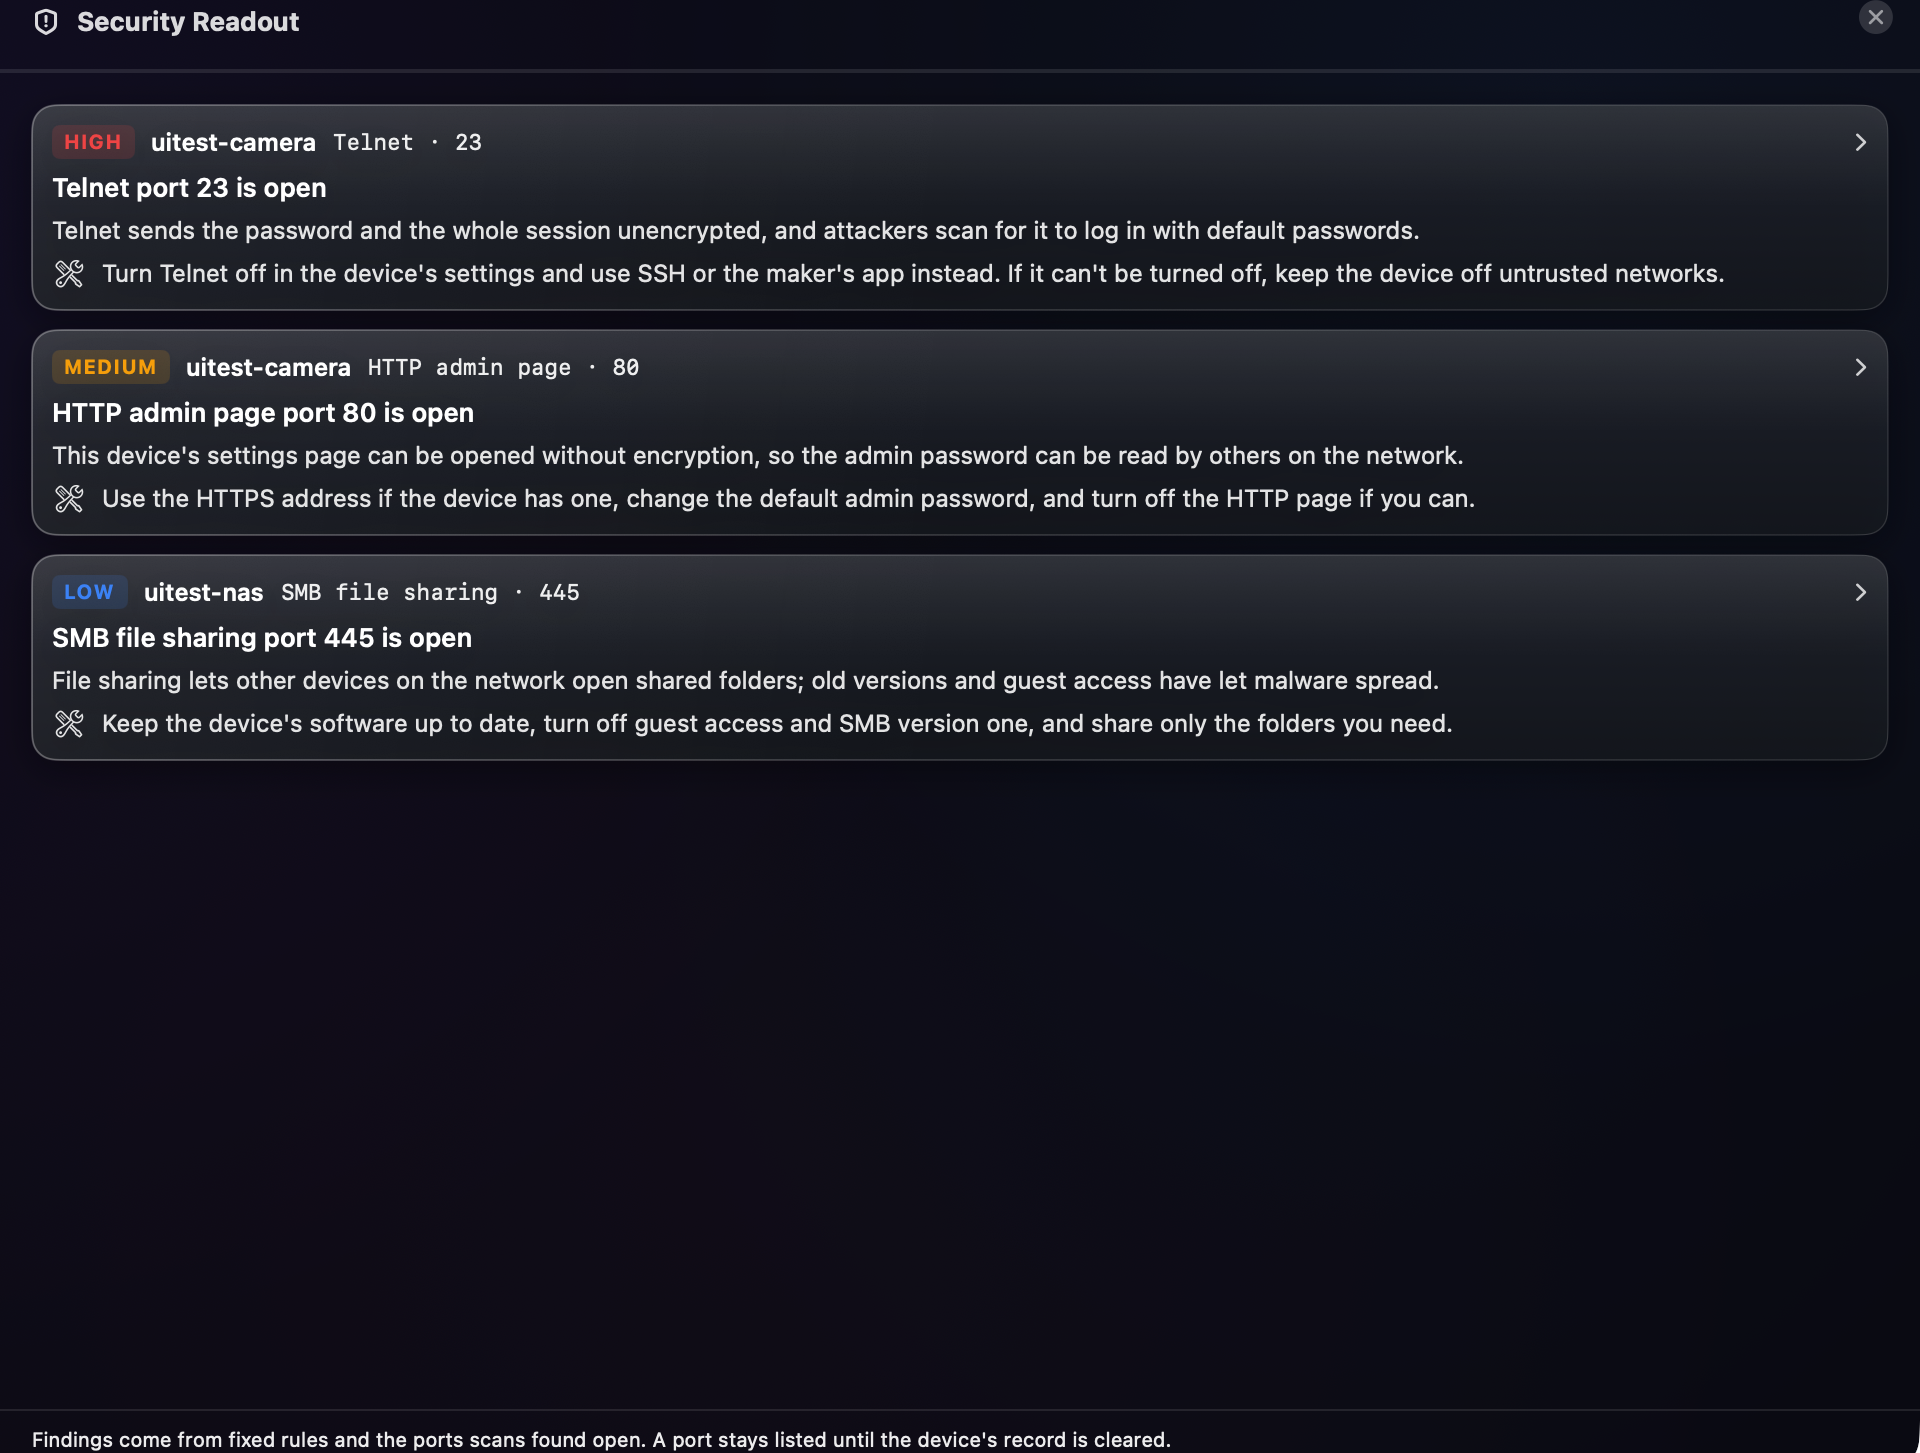 Security Readout
HIGH uitest-camera Telnet · 23
Telnet port 23 is open
Telnet sends the password and the whole session unencrypted, and attackers scan for it to log in with default passwords.
Turn Telnet off in the device's settings and use SSH or the maker's app instead. If it can't be turned off, keep the device off untrusted networks.
MEDIUM uitest-camera HTTP admin page · 80
HTTP admin page port 80 is open
This device's settings page can be opened without encryption, so the admin password can be read by others on the network.
Use the HTTPS address if the device has one, change the default admin password, and turn off the HTTP page if you can.
LOW uitest-nas SMB file sharing · 445
SMB file sharing port 445 is open
File sharing lets other devices on the network open shared folders; old versions and guest access have let malware spread.
Keep the device's software up to date, turn off guest access and SMB version one, and share only the folders you need.
Findings come from fixed rules and the ports scans found open. A port stays listed until the device's record is cleared.